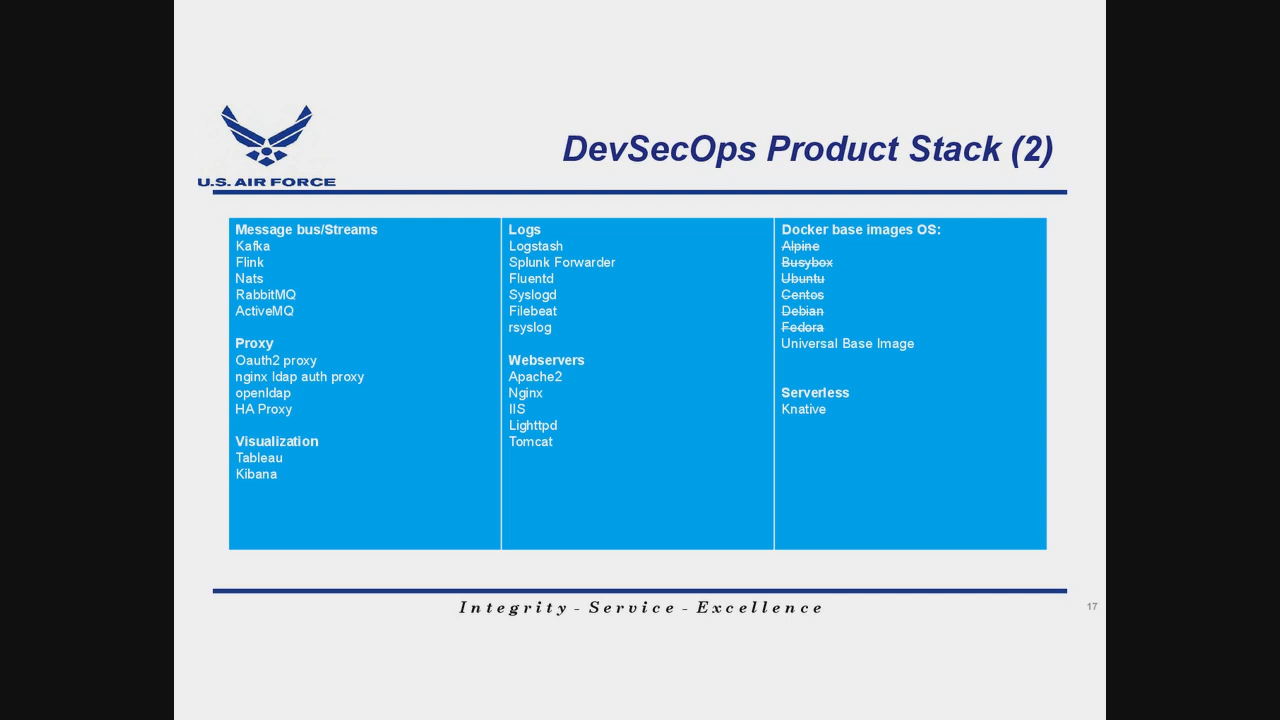 U.S. AIR FORCE
DevSecOps Product Stack (2)
Message bus/Streams
Kafka
Flink
Nats
RabbitMQ
ActiveMQ
Proxy
Oauth2 proxy
nginx ldap auth proxy
openldap
HA Proxy
Visualization
Tableau
Kibana
Logs
Logstash
Splunk Forwarder
Fluentd
Syslogd
Filebeat
rsyslog
Webservers
Apache2
Nginx
IIS
Lighttpd
Tomcat
Docker base images OS:
Alpine
Busybox
Ubuntu
Centos
Debian
Fedora
Universal Base Image
Serverless
Knative
Integrity - Service - Excellence
17